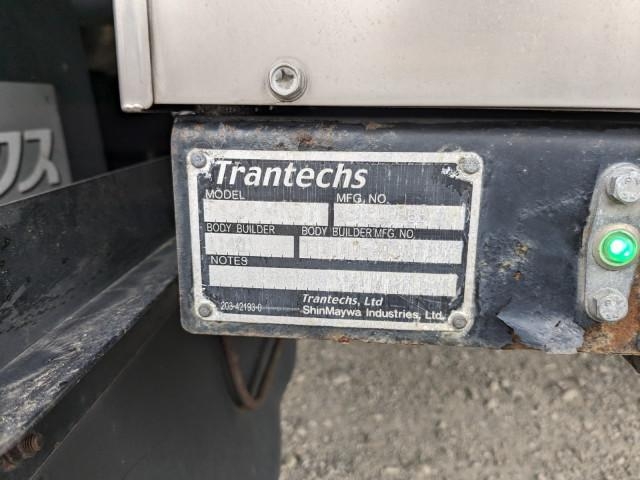 クス
Trantechs
MODEL MFG. NO.
BODY BUILDER BODY BUILDER MFG. NO.
NOTES
Trantechs, Ltd
203-42193-0 ShinMaywa Industries, Ltd.